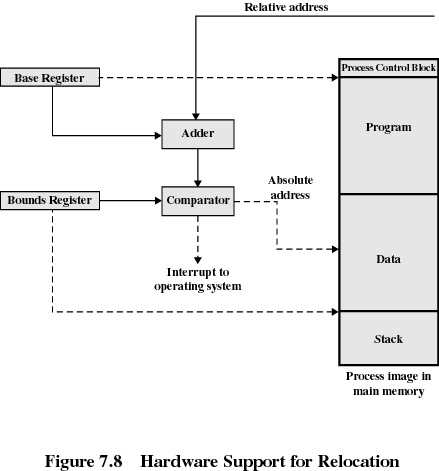 Relative address
Process Control Block
Base Register
Program
Adder
Absolute
address
Bounds Register
Comparator
Data
Interrupt to
operating system
Stack
Process image in
main memory
Figure 7.8 Hardware Support for Relocation